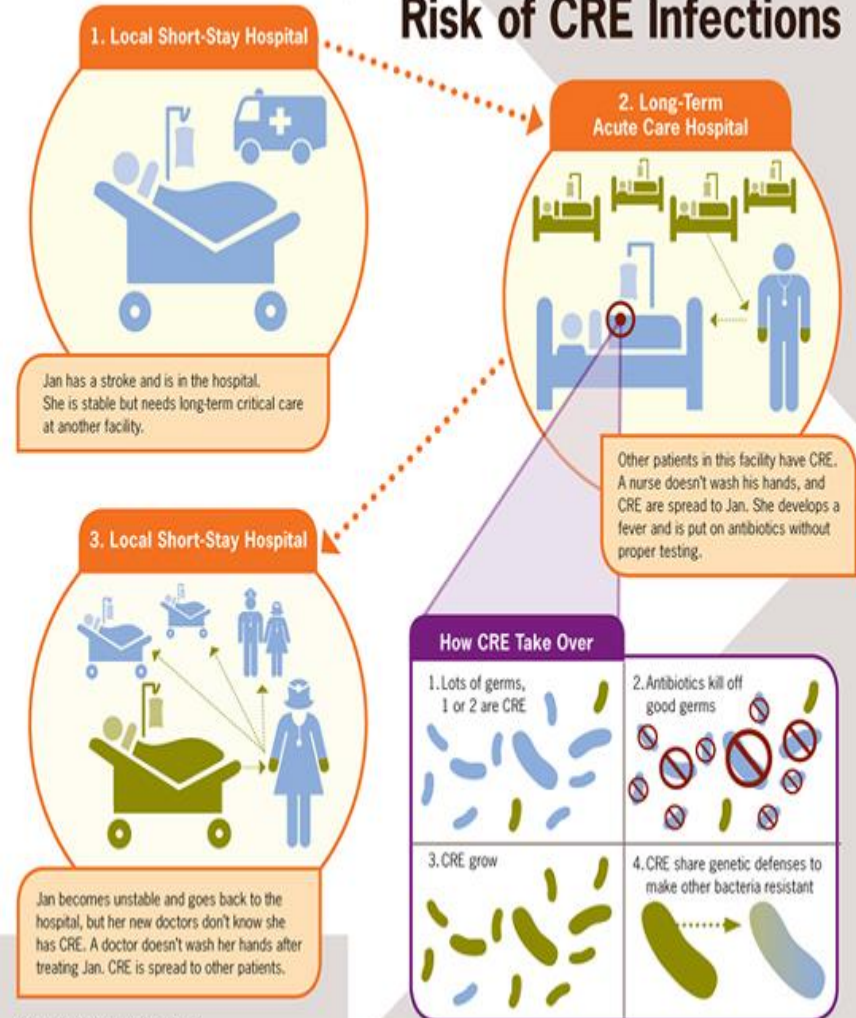 Risk of CRE Infections
1. Local Short-Stay Hospital
Jan has a stroke and is in the hospital.
She is stable but needs long-term critical care
at another facility.
2. Long-Term
Acute Care Hospital
Other patients in this facility have CRE.
A nurse doesn't wash his hands, and
CRE are spread to Jan. She develops a
fever and is put on antibiotics without
proper testing.
3. Local Short-Stay Hospital
Jan becomes unstable and goes back to the
hospital, but her new doctors don't know she
has CRE. A doctor doesn't wash her hands after
treating Jan. CRE is spread to other patients.
How CRE Take Over
1. Lots of germs,
1 or 2 are CRE
2. Antibiotics kill off
good germs
3. CRE grow
4. CRE share genetic defenses to
make other bacteria resistant